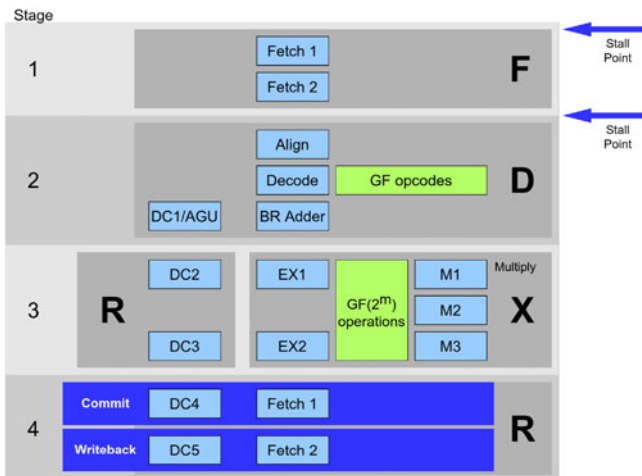 Stage
Stall
Point
1
Fetch 1
Fetch 2
F
Stall
Point
2
Align
Decode
GF opcodes
D
DC1/AGU
BR Adder
3
R
DC2
EX1
GF(2^m)
operations
M1
Multiply
M2
X
DC3
EX2
M3
4
Commit
DC4
Fetch 1
R
Writeback
DC5
Fetch 2